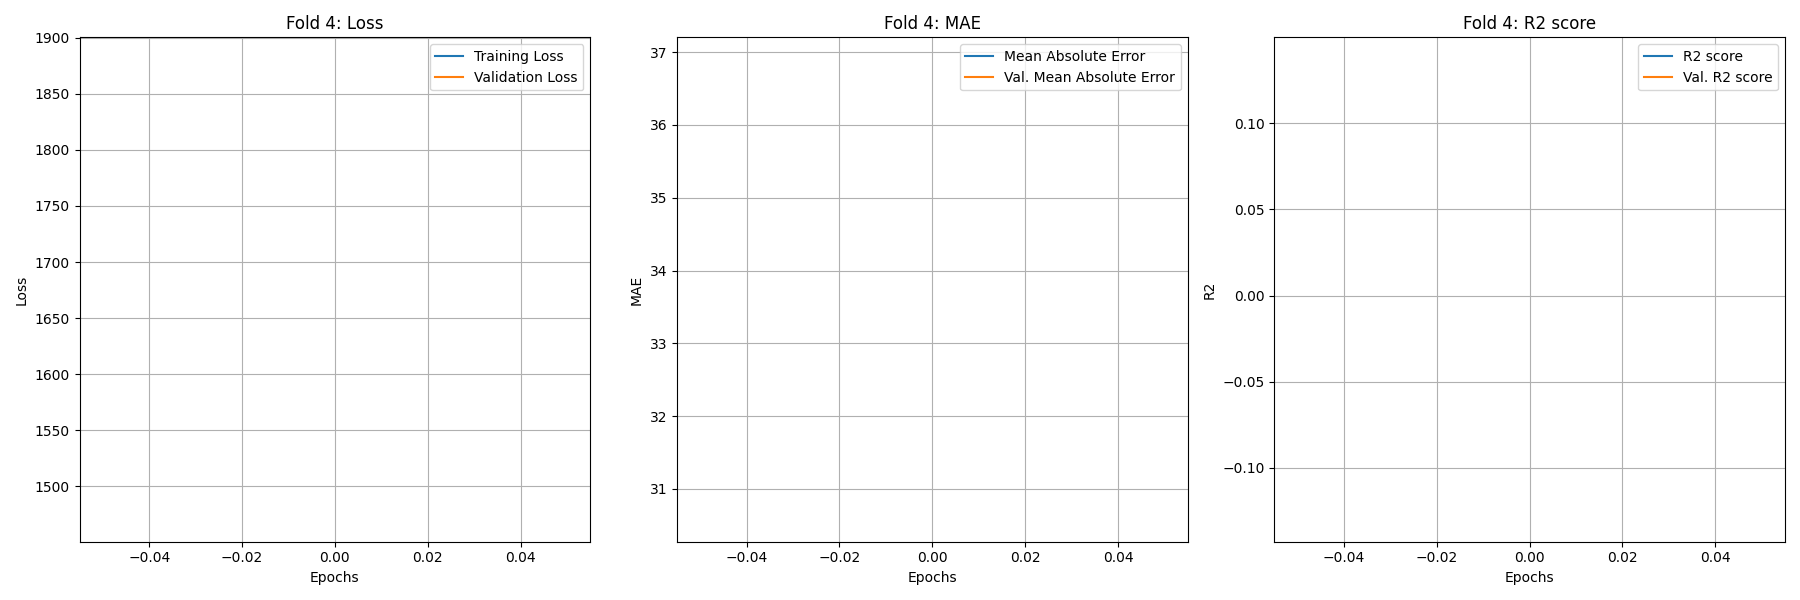 Fold 4: Loss
1900
1850
1800
1750
1700
1650
1600
1550
1500
Loss
Training Loss
Validation Loss
−0.04 −0.02 0.00 0.02 0.04
Epochs
Fold 4: MAE
37
36
35
34
33
32
31
MAE
Mean Absolute Error
Val. Mean Absolute Error
−0.04 −0.02 0.00 0.02 0.04
Epochs
Fold 4: R2 score
0.10
0.05
0.00
−0.05
−0.10
R2
R2 score
Val. R2 score
−0.04 −0.02 0.00 0.02 0.04
Epochs